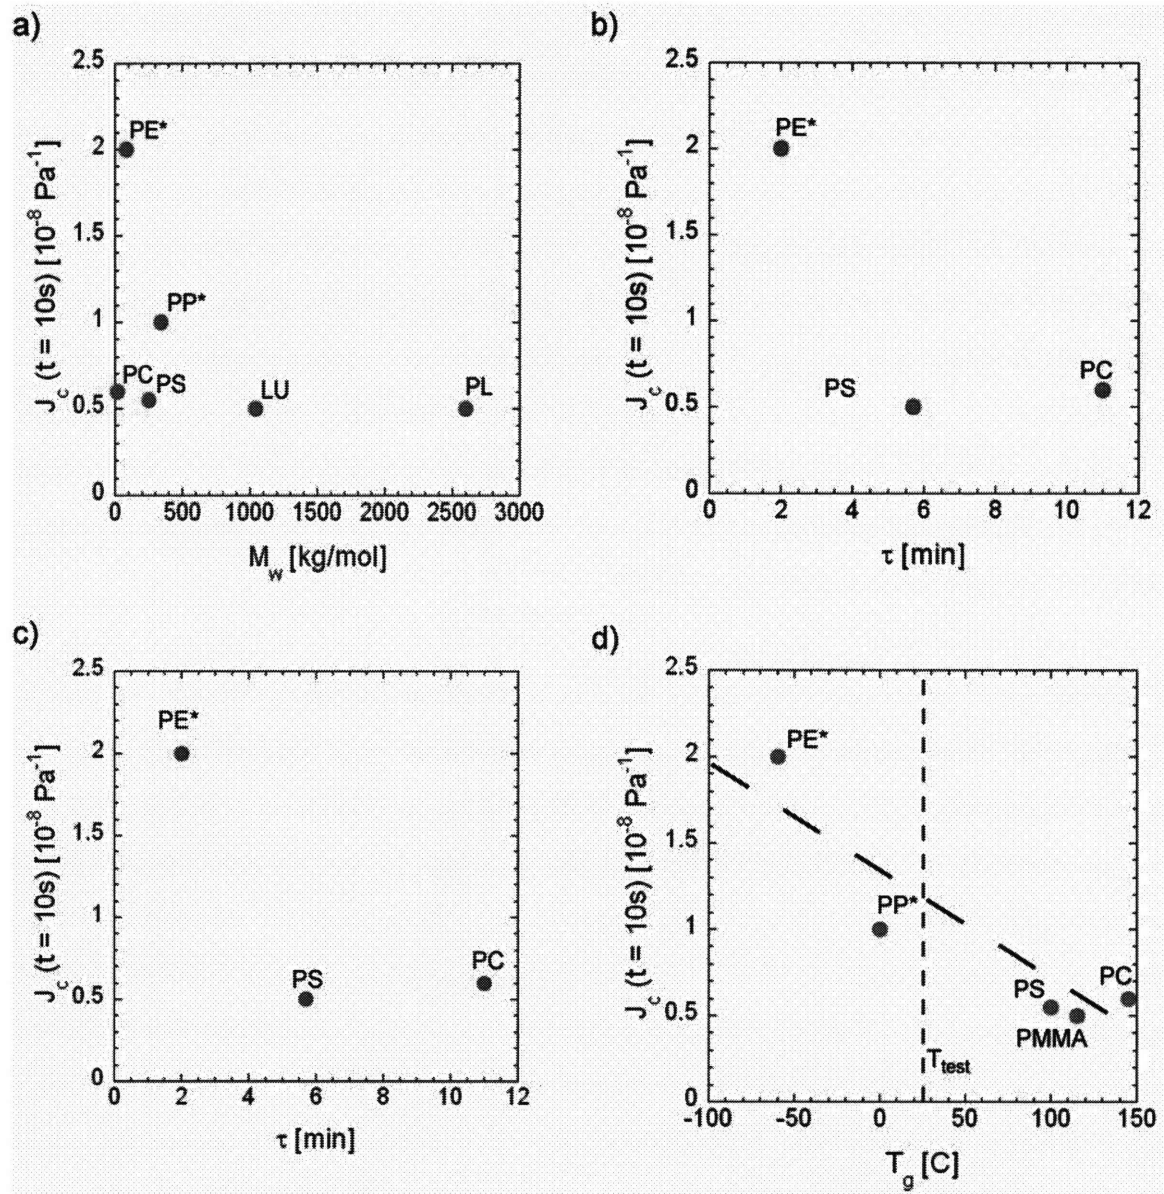 a)
J_c (t = 10s) [10^-8 Pa^-1]
2.5
2
1.5
1
0.5
0
PE*
PP*
PC
PS
LU
PL
0 500 1000 1500 2000 2500 3000
M_w [kg/mol]
b)
J_c (t = 10s) [10^-8 Pa^-1]
2.5
2
1.5
1
0.5
0
PE*
PS
PC
0 2 4 6 8 10 12
τ [min]
c)
J_c (t = 10s) [10^-8 Pa^-1]
2.5
2
1.5
1
0.5
0
PE*
PS
PC
0 2 4 6 8 10 12
τ [min]
d)
J_c (t = 10s) [10^-8 Pa^-1]
2.5
2
1.5
1
0.5
0
PE*
PP*
PS
PC
PMMA
T_test
-100 -50 0 50 100 150
T_g [C]